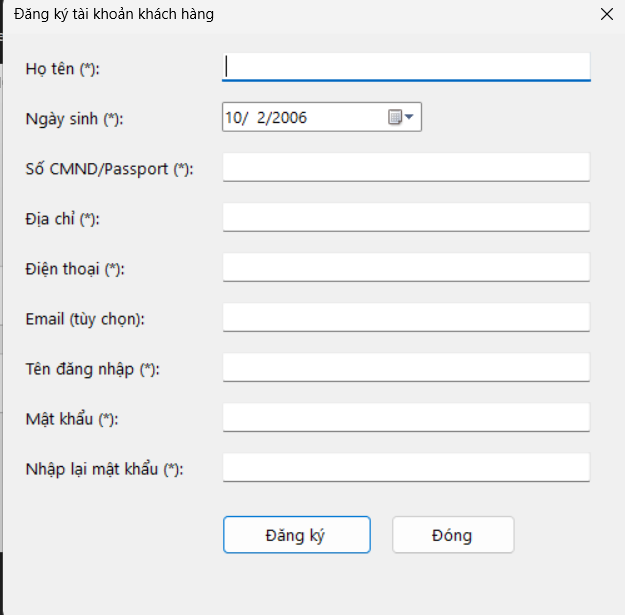 Đăng ký tài khoản khách hàng
Họ tên (*):
Ngày sinh (*): 10/ 2/2006
Số CMND/Passport (*):
Địa chỉ (*):
Điện thoại (*):
Email (tùy chọn):
Tên đăng nhập (*):
Mật khẩu (*):
Nhập lại mật khẩu (*):
Đăng ký Đóng